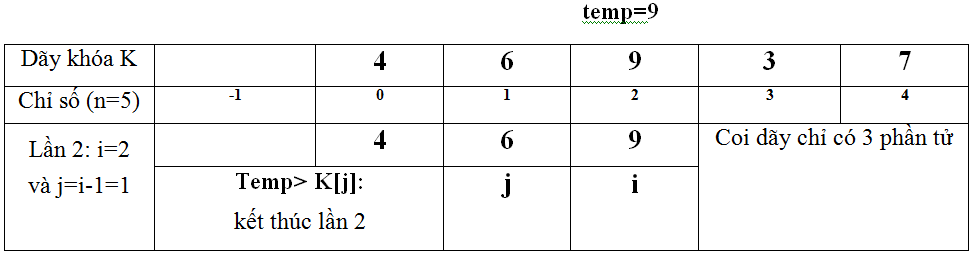 temp=9
Dãy khóa K 4 6 9 3 7
Chỉ số (n=5) -1 0 1 2 3 4
Lần 2: i=2 4 6 9 Coi dãy chỉ có 3 phần tử
và j=i-1=1 Temp> K[j]: j i
kết thúc lần 2